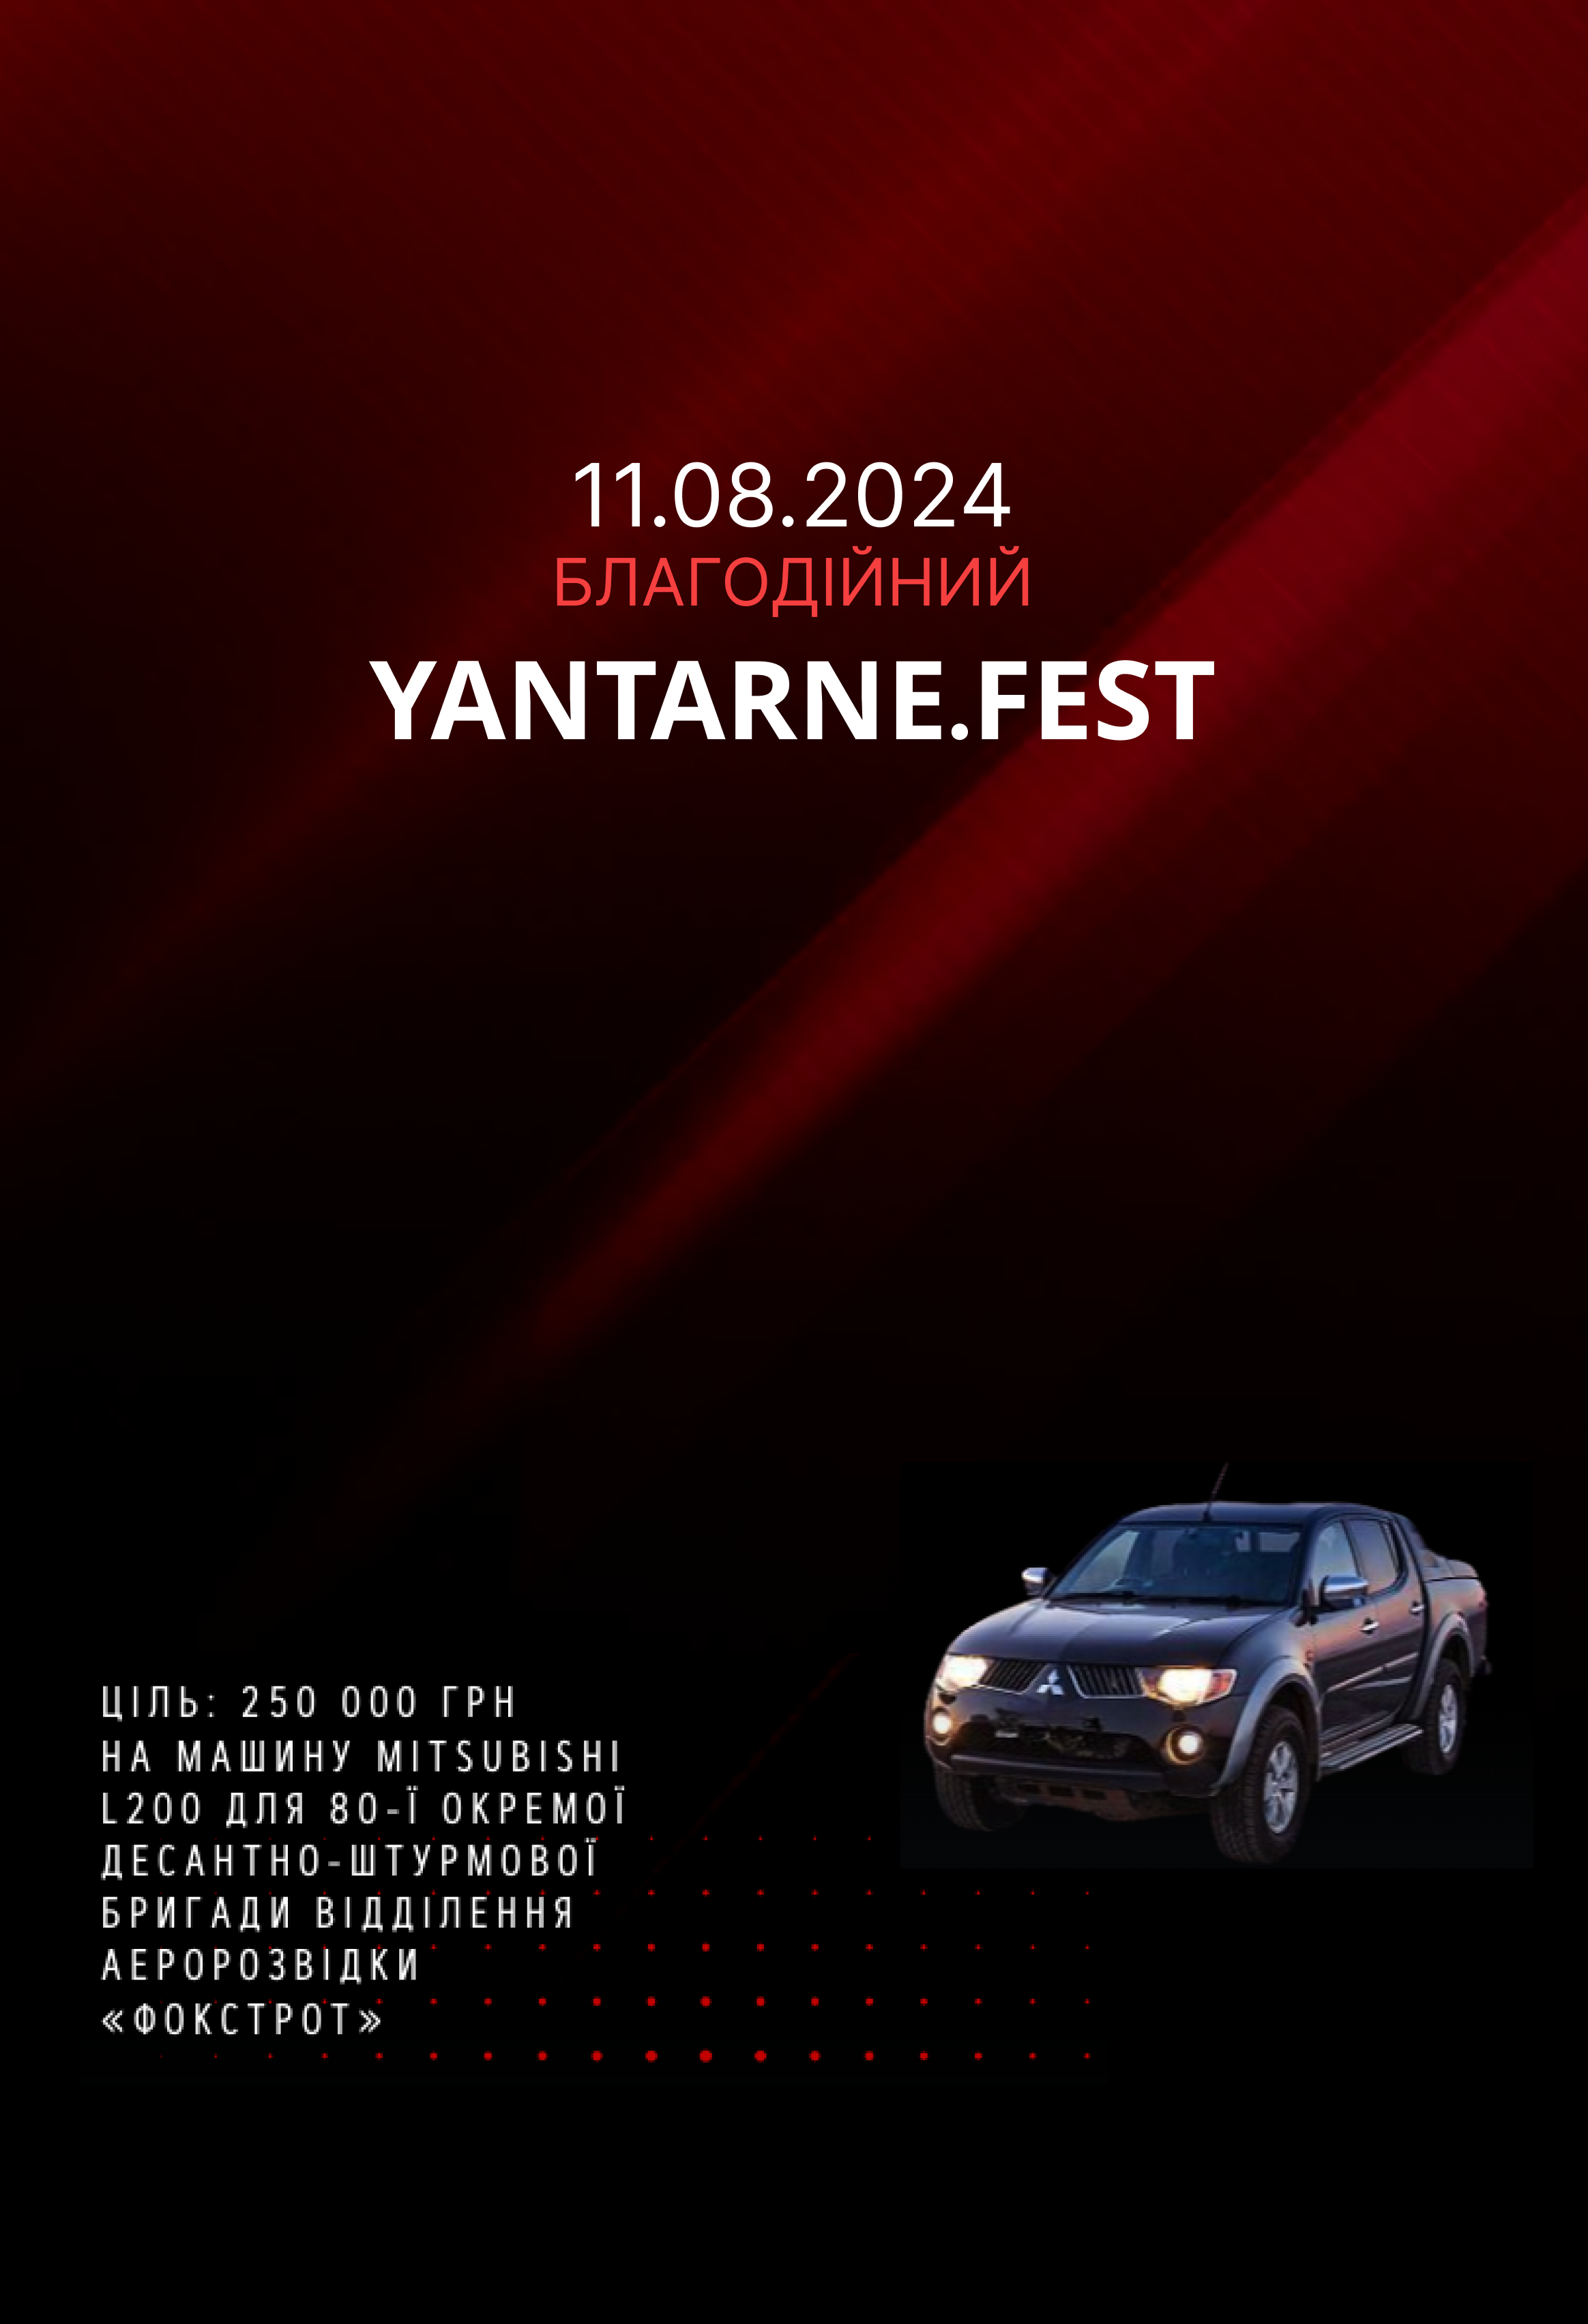 11.08.2024
БЛАГОДІЙНИЙ
YANTARNE.FEST
ЦІЛЬ: 250 000 ГРН
НА МАШИНУ MITSUBISHI
L200 ДЛЯ 80-Ї ОКРЕМОЇ
ДЕСАНТНО-ШТУРМОВОЇ
БРИГАДИ ВІДДІЛЕННЯ
АЕРОРОЗВІДКИ
«ФОКСТРОТ»